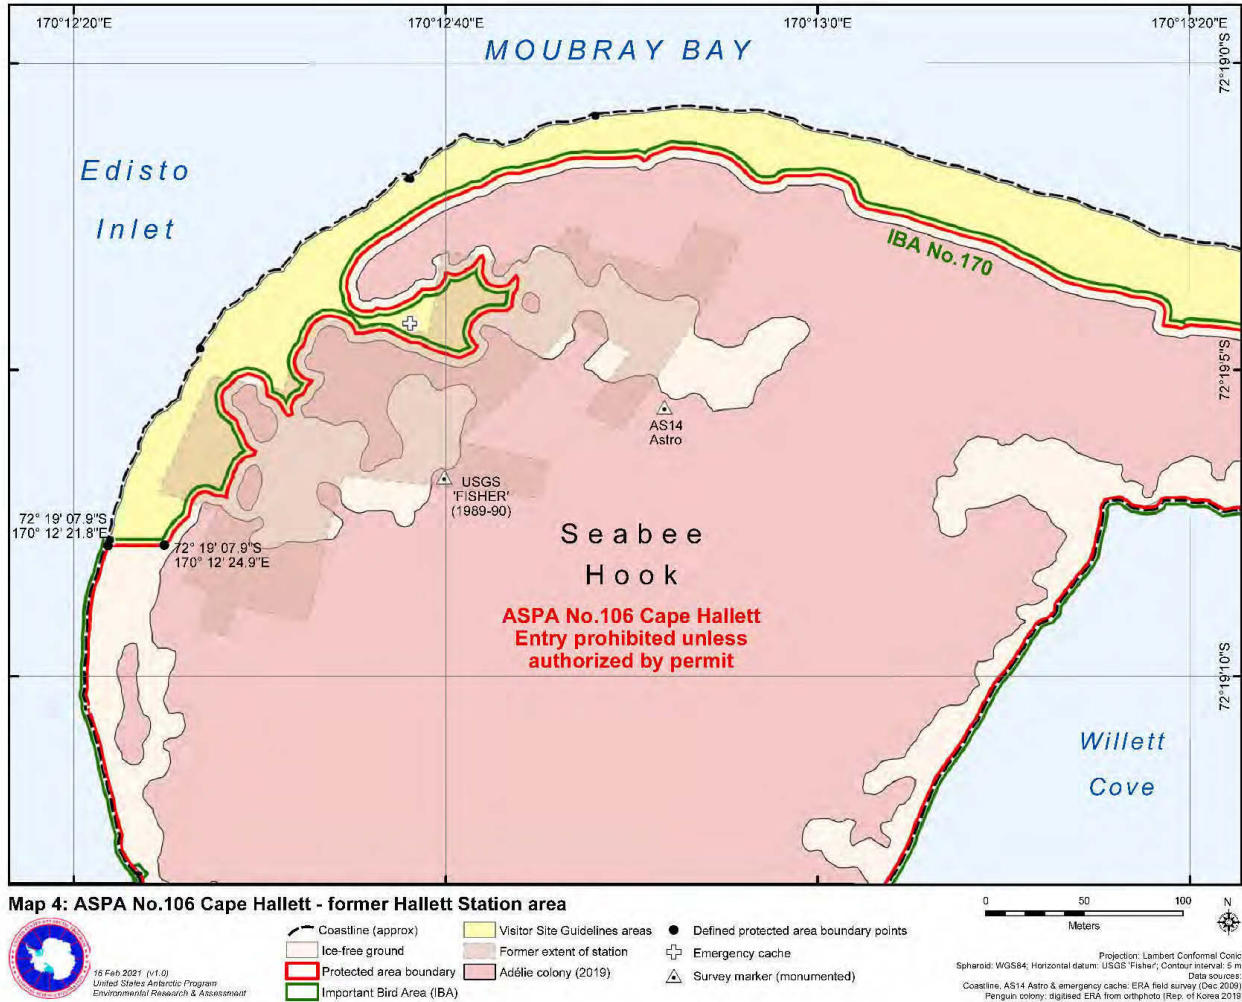 170°12'20"E
170°12'40"E
170°13'0"E
170°13'20"E
MOUBRAY BAY
72°19'0"S
Edisto
Inlet
IBA No.170
72°19'5"S
AS14
Astro
USGS
'FISHER'
(1989-90)
72° 19' 07.9"S
170° 12' 21.8"E
72° 19' 07.9"S
170° 12' 24.9"E
Seabee
Hook
ASPA No.106 Cape Hallett
Entry prohibited unless
authorized by permit
72°19'10"S
Willett
Cove
Map 4: ASPA No.106 Cape Hallett - former Hallett Station area
16 Feb 2021 (v1.0)
United States Antarctic Program
Environmental Research & Assessment
Coastline (approx)
Ice-free ground
Protected area boundary
Important Bird Area (IBA)
Visitor Site Guidelines areas
Former extent of station
Adélie colony (2019)
Defined protected area boundary points
Emergency cache
Survey marker (monumented)
0 50 100
Meters
N
Projection: Lambert Conformal Conic
Spheroid: WGS84; Horizontal datum: USGS 'Fisher'; Contour interval: 5 m
Data sources:
Coastline, AS14 Astro & emergency cache: ERA field survey (Dec 2009)
Penguin colony: digitised ERA from orthphoto (Rep. of Korea 2019